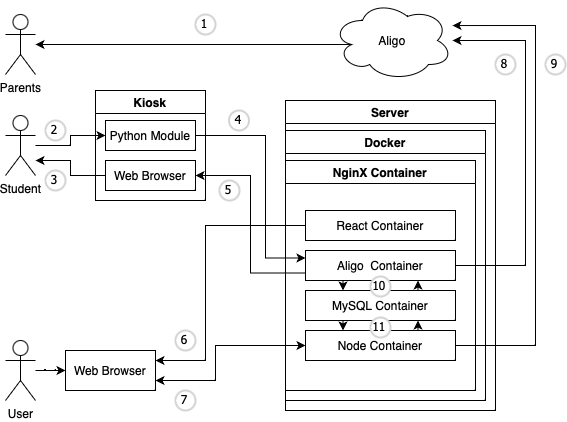 1
Aligo
8
9
Parents
Kiosk
2
Python Module
4
Server
Docker
3
Web Browser
5
NginX Container
Student
React Container
Aligo Container
10
MySQL Container
11
6
Node Container
Web Browser
7
User